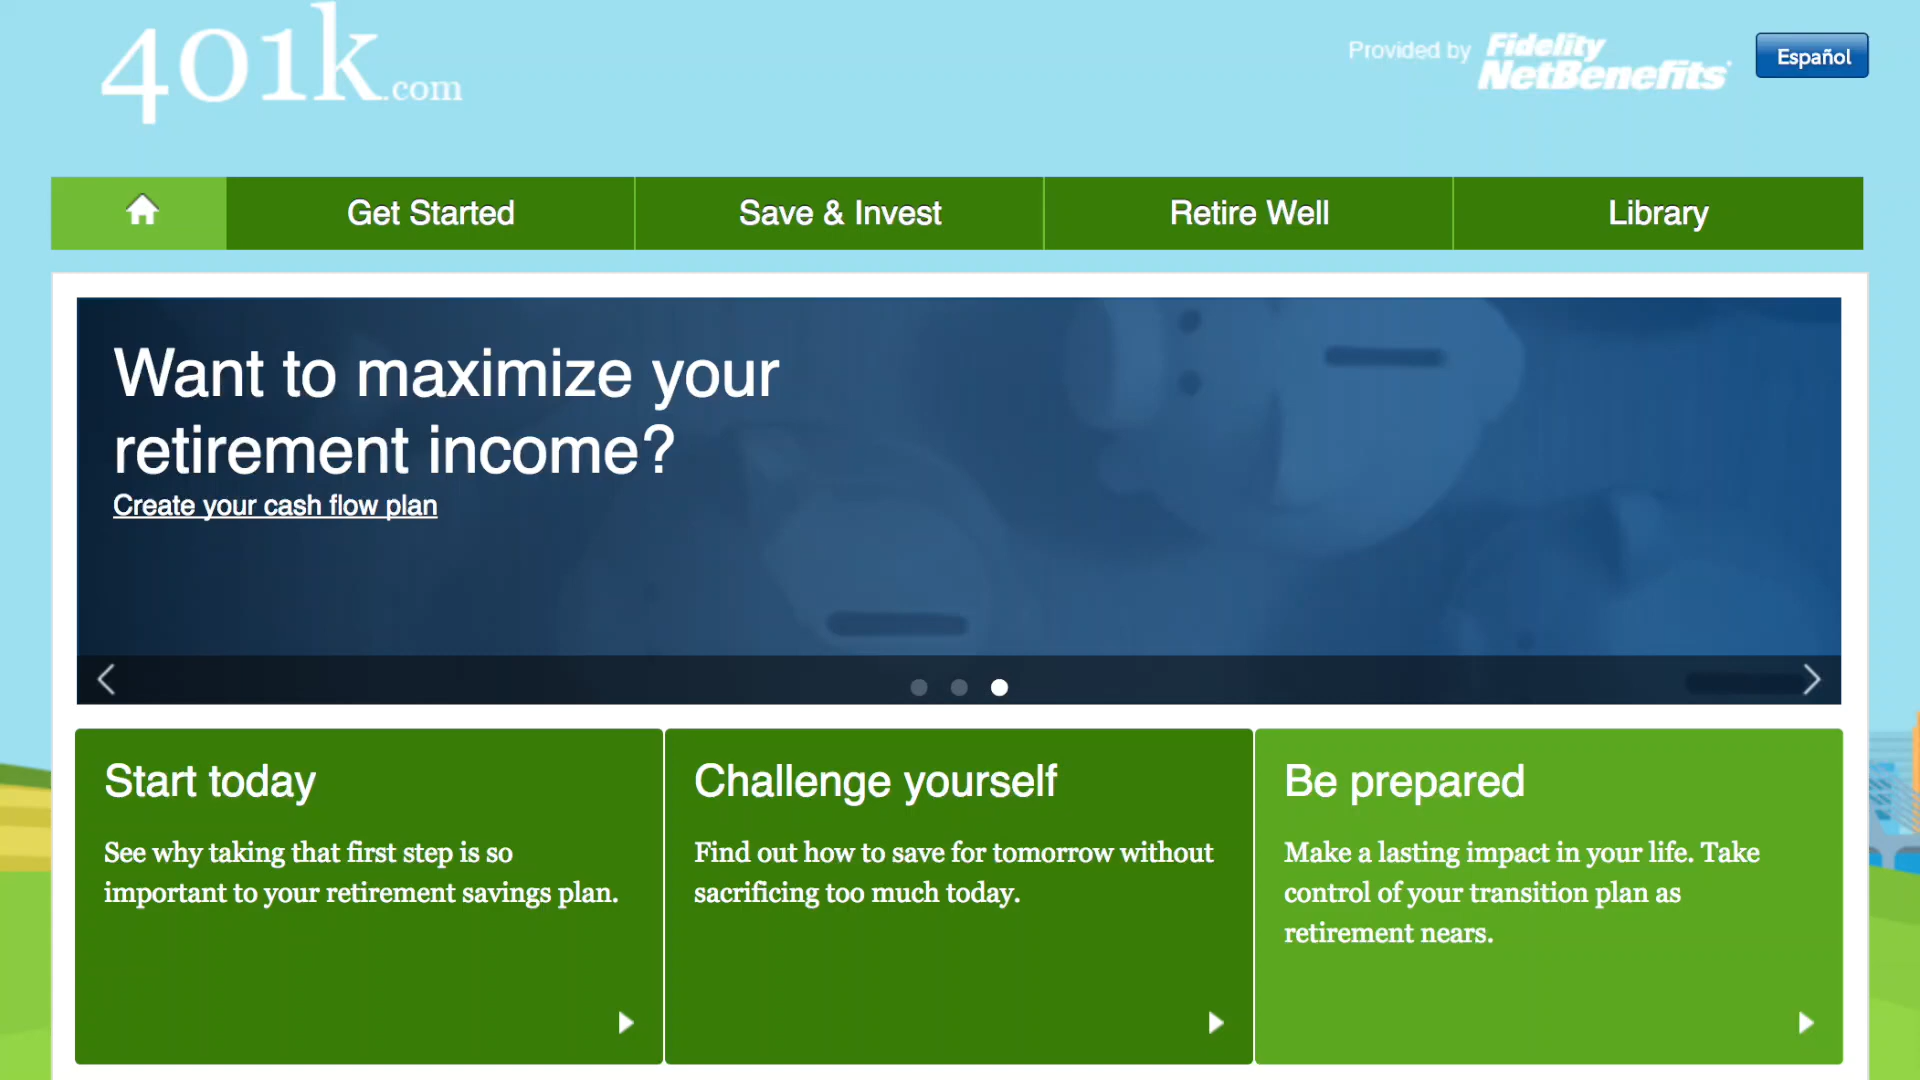 401k.com
Provided by Fidelity NetBenefits
Español
Get Started
Save & Invest
Retire Well
Library
Want to maximize your
retirement income?
Create your cash flow plan
Start today
See why taking that first step is so
important to your retirement savings plan.
Challenge yourself
Find out how to save for tomorrow without
sacrificing too much today.
Be prepared
Make a lasting impact in your life. Take
control of your transition plan as
retirement nears.